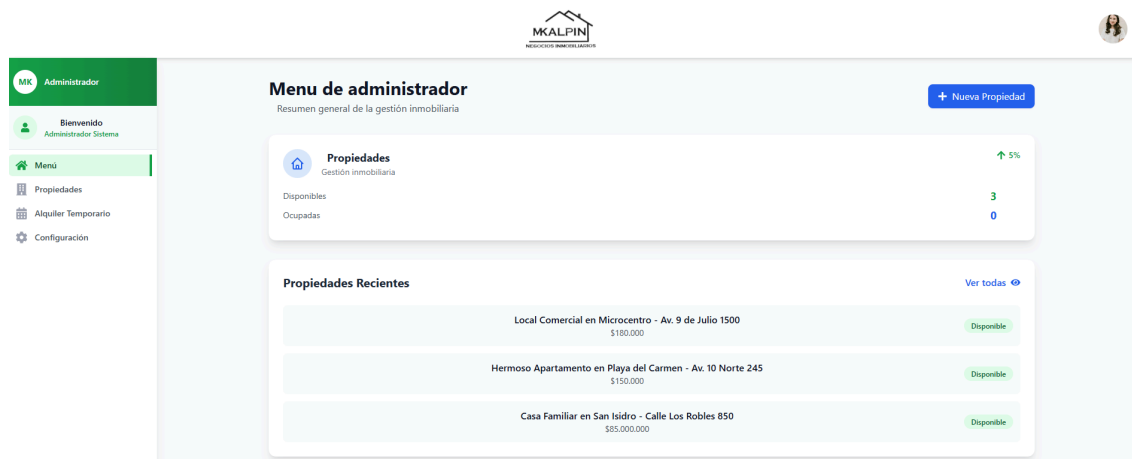 MKALPIN
NEGOCIOS INMOBILIARIOS
MK Administrador
Bienvenido
Administrador Sistema
Menú
Propiedades
Alquiler Temporario
Configuración
Menu de administrador
Resumen general de la gestión inmobiliaria
+ Nueva Propiedad
Propiedades
Gestión inmobiliaria
5%
Disponibles 3
Ocupadas 0
Propiedades Recientes
Ver todas
Local Comercial en Microcentro - Av. 9 de Julio 1500
$180.000
Disponible
Hermoso Apartamento en Playa del Carmen - Av. 10 Norte 245
$150.000
Disponible
Casa Familiar en San Isidro - Calle Los Robles 850
$85.000.000
Disponible